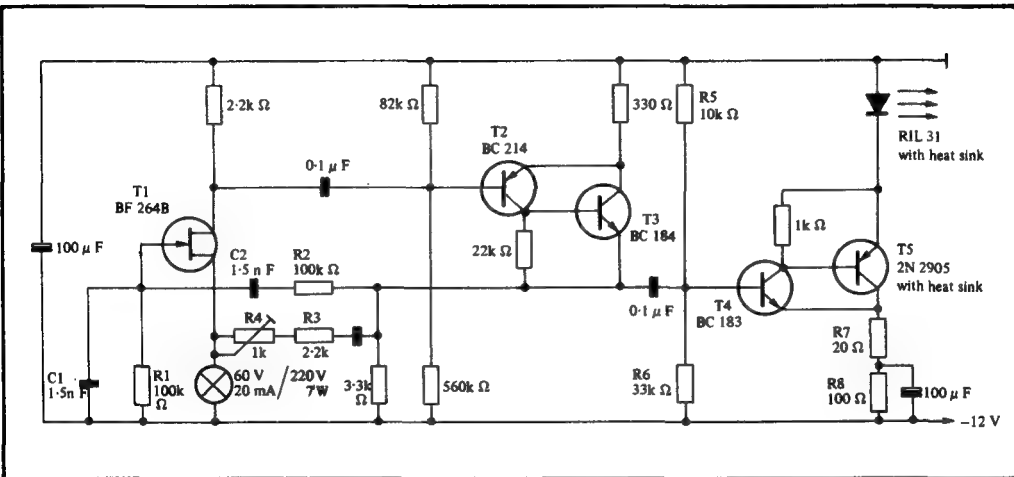 2·2k Ω
82k Ω
330 Ω
R5
10k Ω
RIL 31
with heat sink
T2
BC 214
0·1 μ F
T1
BF 264B
T3
BC 184
1k Ω
100 μ F
C2
1·5 n F
R2
100k Ω
22k Ω
T5
2N 2905
with heat sink
0·1 μ F
T4
BC 183
R4
1k
R3
2.2k
R7
20 Ω
C1
1·5n F
R1
100k
Ω
60 V
20 mA/220 V
7W
3·3k
Ω
560k Ω
R6
33k Ω
R8
100 Ω
100 μ F
–12 V